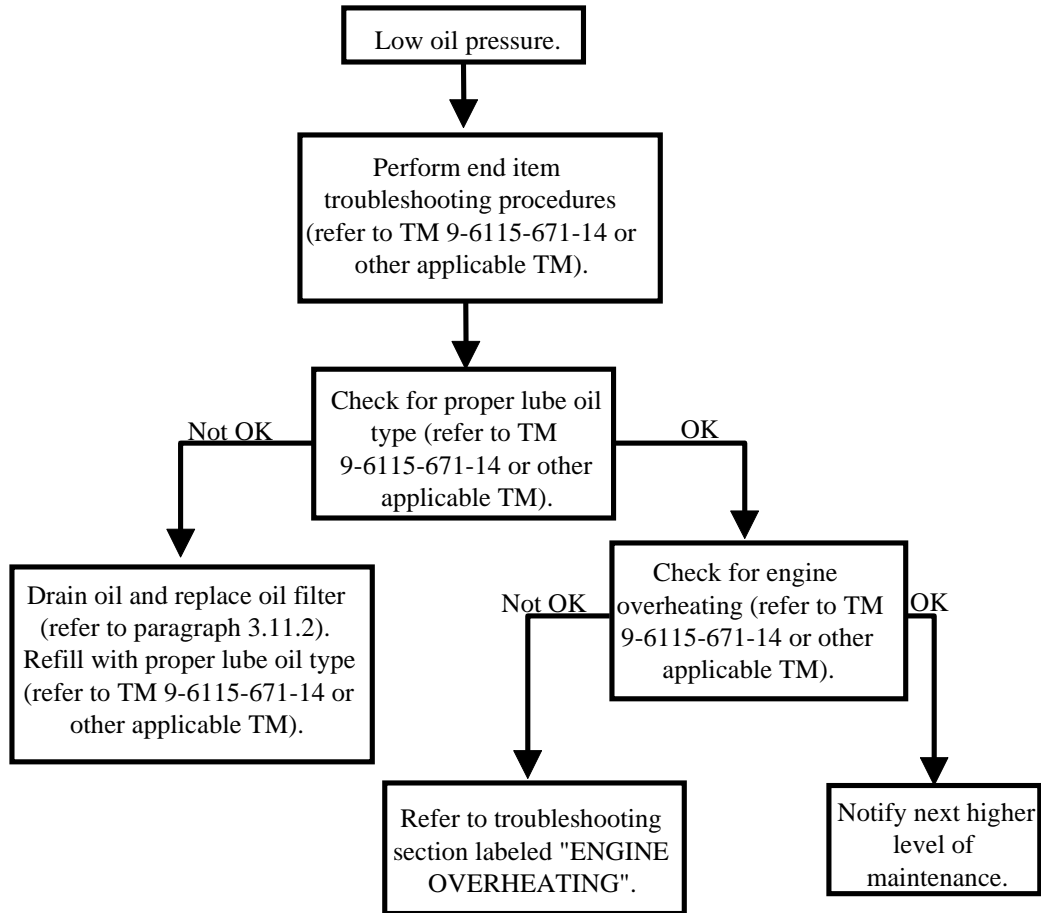 Low oil pressure.
Perform end item
troubleshooting procedures
(refer to TM 9-6115-671-14 or
other applicable TM).
Check for proper lube oil
type (refer to TM
9-6115-671-14 or other
applicable TM).
Not OK
OK
Drain oil and replace oil filter
(refer to paragraph 3.11.2).
Refill with proper lube oil type
(refer to TM 9-6115-671-14 or
other applicable TM).
Check for engine
overheating (refer to TM
9-6115-671-14 or other
applicable TM).
Not OK
OK
Refer to troubleshooting
section labeled "ENGINE
OVERHEATING".
Notify next higher
level of
maintenance.